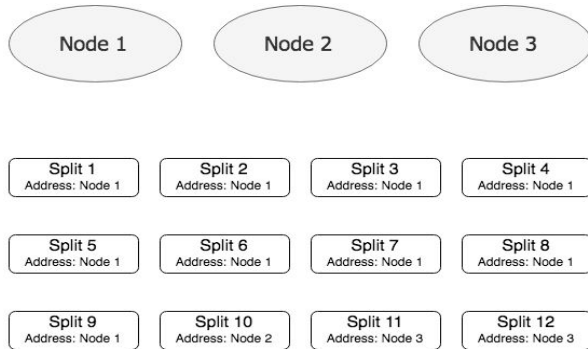 Node 1
Node 2
Node 3
Split 1
Address: Node 1
Split 2
Address: Node 1
Split 3
Address: Node 1
Split 4
Address: Node 1
Split 5
Address: Node 1
Split 6
Address: Node 1
Split 7
Address: Node 1
Split 8
Address: Node 1
Split 9
Address: Node 1
Split 10
Address: Node 2
Split 11
Address: Node 3
Split 12
Address: Node 3